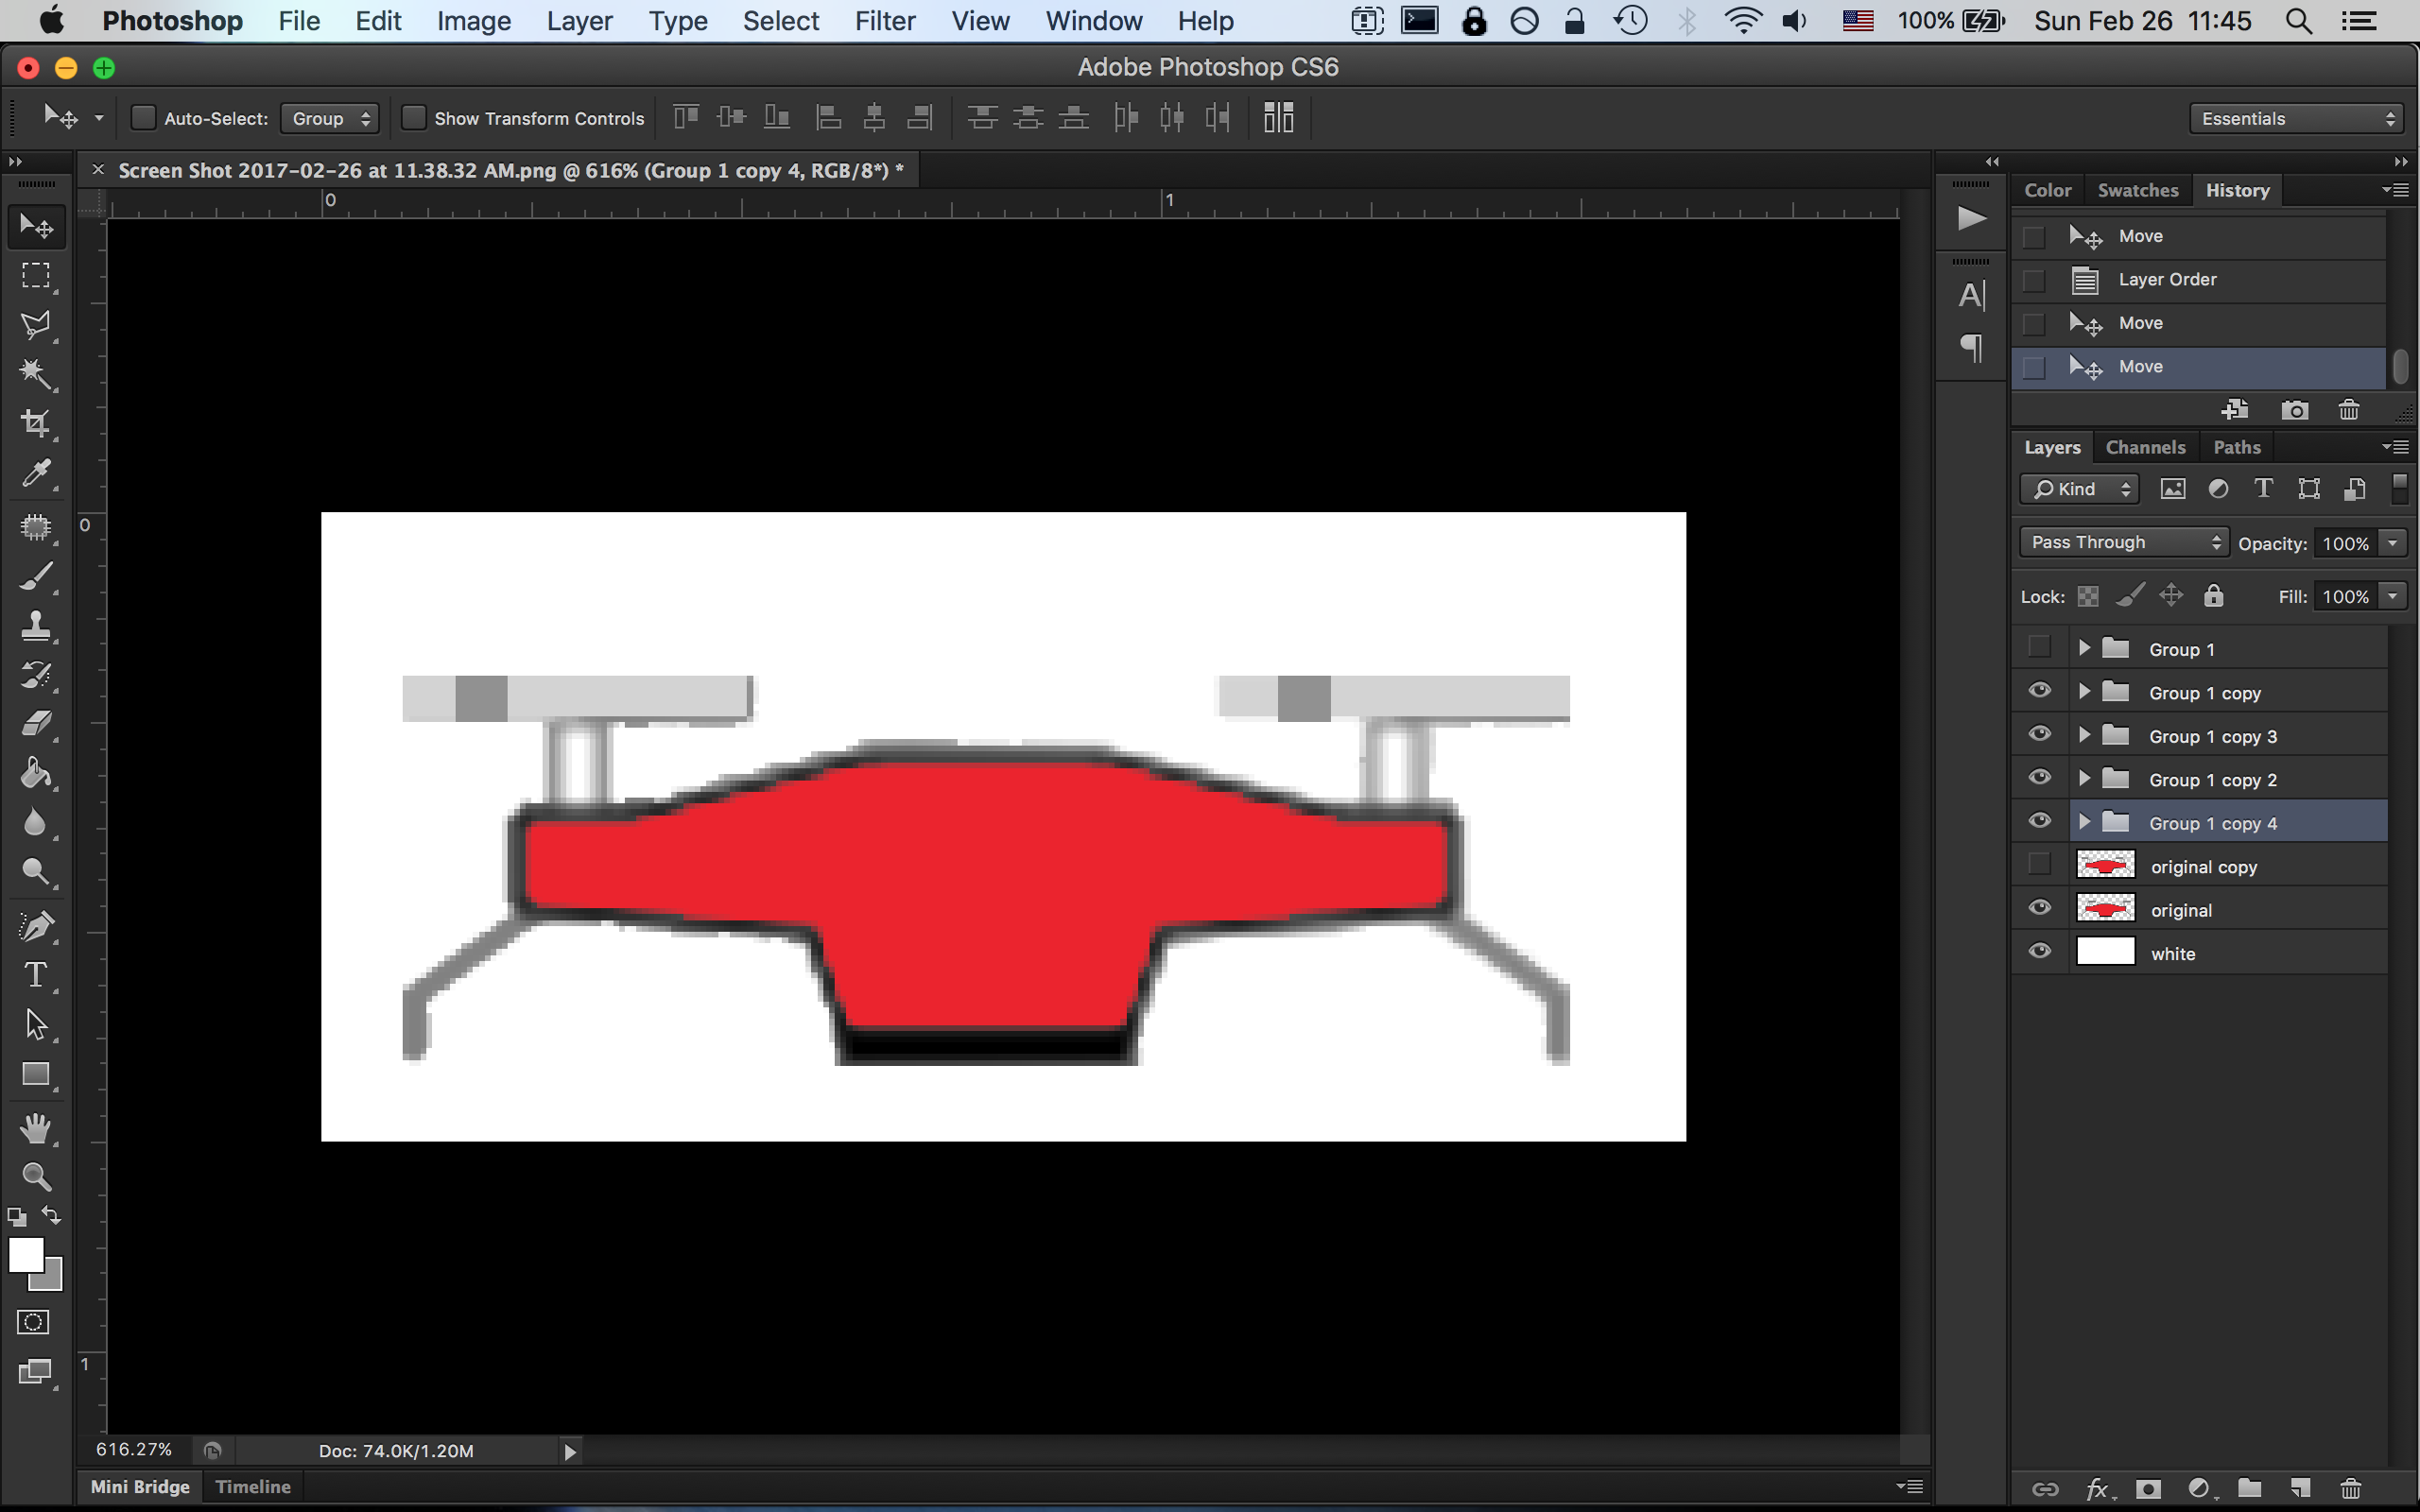 Photoshop File Edit Image Layer Type Select Filter View Window Help 100% Sun Feb 26 11:45
Adobe Photoshop CS6
Auto-Select: Group Show Transform Controls Essentials
Screen Shot 2017-02-26 at 11.38.32 AM.png @ 616% (Group 1 copy 4, RGB/8*) *
0 1
Color Swatches History
Move
Layer Order
Move
Move
Layers Channels Paths
Kind
Pass Through Opacity: 100%
Lock: Fill: 100%
Group 1
Group 1 copy
Group 1 copy 3
Group 1 copy 2
Group 1 copy 4
original copy
original
white
0
1
616.27% Doc: 74.0K/1.20M
Mini Bridge Timeline
fx